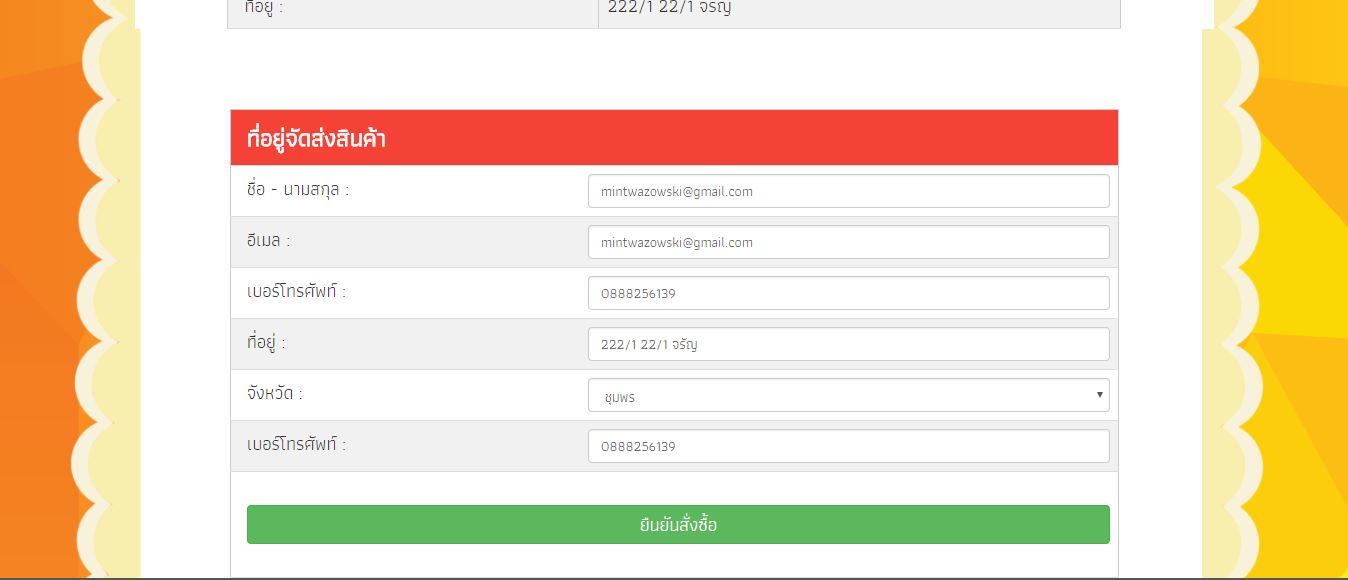 ที่อยู่ : 222/1 22/1 จรัญ
ที่อยู่จัดส่งสินค้า
ชื่อ - นามสกุล : mintwazowski@gmail.com
อีเมล : mintwazowski@gmail.com
เบอร์โทรศัพท์ : 0888256139
ที่อยู่ : 222/1 22/1 จรัญ
จังหวัด : ชุมพร
เบอร์โทรศัพท์ : 0888256139
ยืนยันสั่งซื้อ